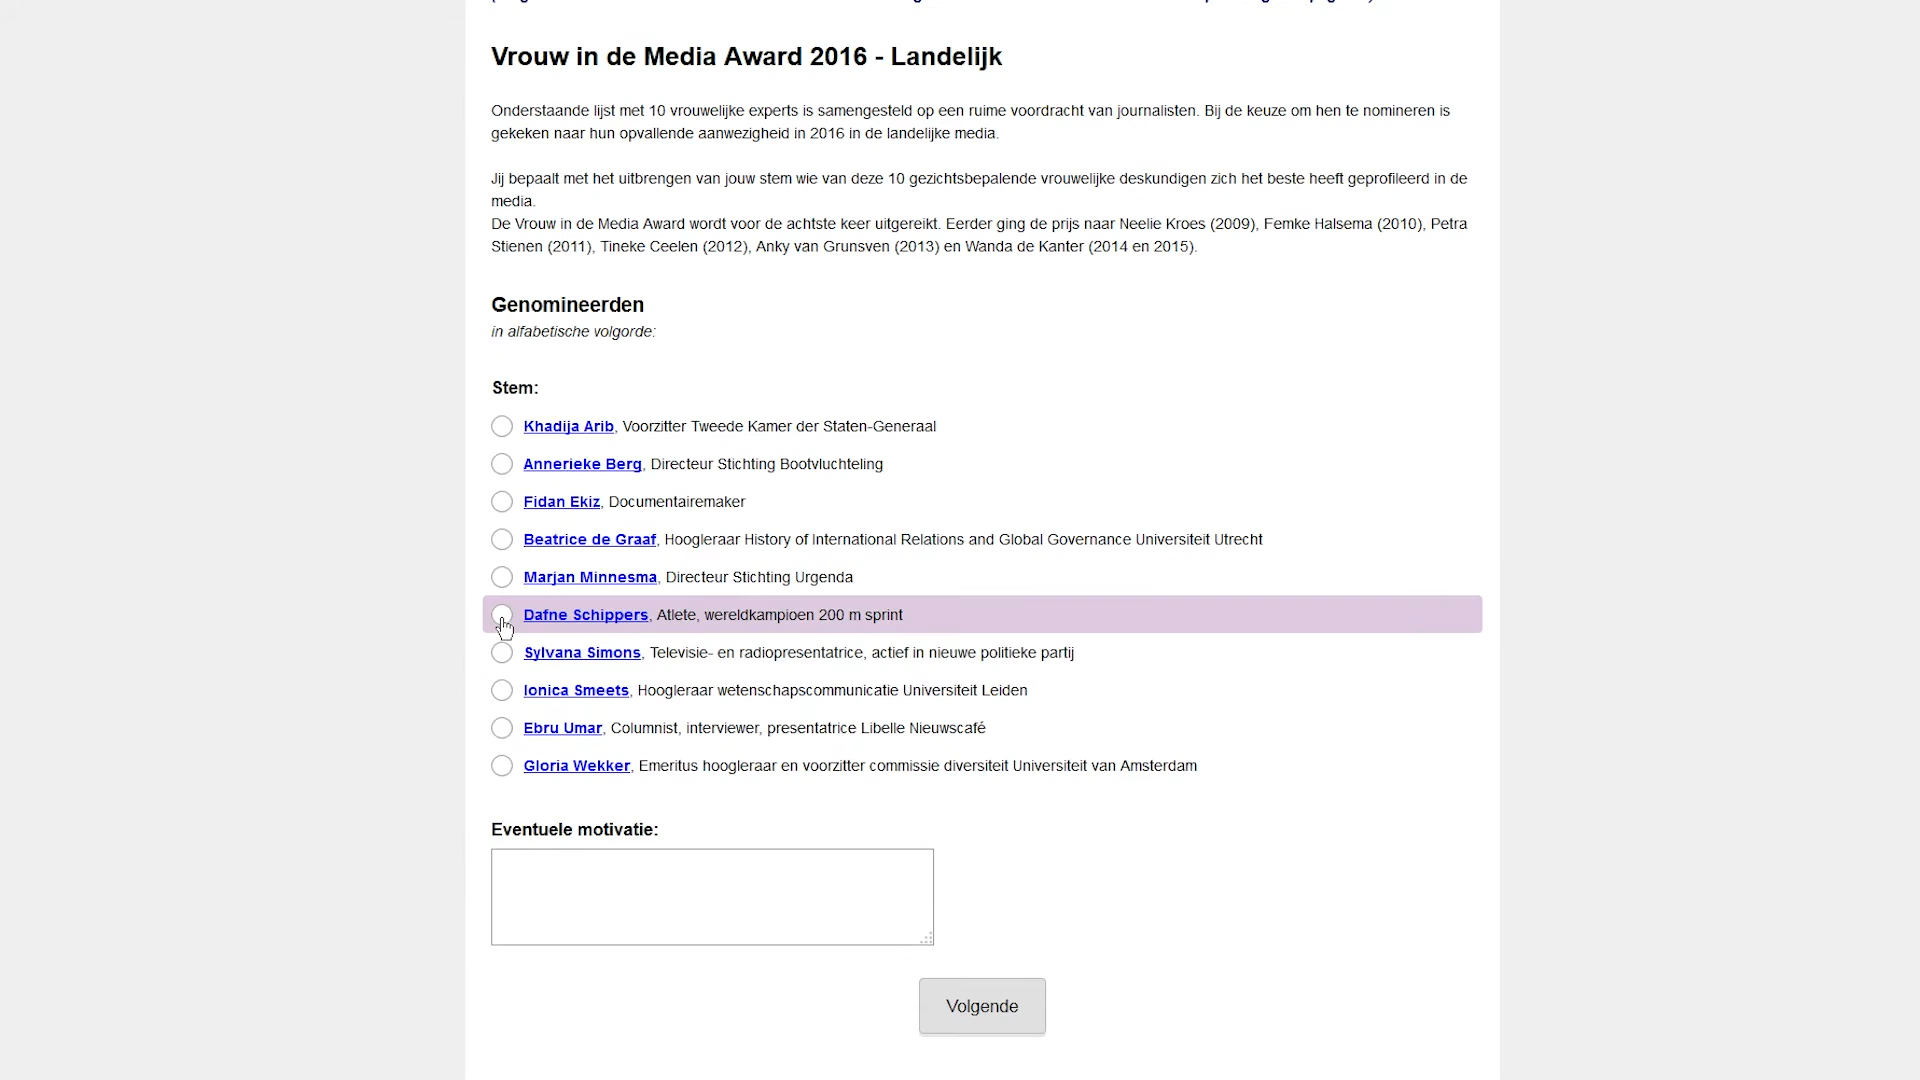 Vrouw in de Media Award 2016 - Landelijk
Onderstaande lijst met 10 vrouwelijke experts is samengesteld op een ruime voordracht van journalisten. Bij de keuze om hen te nomineren is
gekeken naar hun opvallende aanwezigheid in 2016 in de landelijke media.
Jij bepaalt met het uitbrengen van jouw stem wie van deze 10 gezichtsbepalende vrouwelijke deskundigen zich het beste heeft geprofileerd in de
media.
De Vrouw in de Media Award wordt voor de achtste keer uitgereikt. Eerder ging de prijs naar Neelie Kroes (2009), Femke Halsema (2010), Petra
Stienen (2011), Tineke Ceelen (2012), Anky van Grunsven (2013) en Wanda de Kanter (2014 en 2015).
Genomineerden
in alfabetische volgorde:
Stem:
Khadija Arib, Voorzitter Tweede Kamer der Staten-Generaal
Annerieke Berg, Directeur Stichting Bootvluchteling
Fidan Ekiz, Documentairemaker
Beatrice de Graaf, Hoogleraar History of International Relations and Global Governance Universiteit Utrecht
Marjan Minnesma, Directeur Stichting Urgenda
Dafne Schippers, Atlete, wereldkampioen 200 m sprint
Sylvana Simons, Televisie- en radiopresentatrice, actief in nieuwe politieke partij
Ionica Smeets, Hoogleraar wetenschapscommunicatie Universiteit Leiden
Ebru Umar, Columnist, interviewer, presentatrice Libelle Nieuwscafé
Gloria Wekker, Emeritus hoogleraar en voorzitter commissie diversiteit Universiteit van Amsterdam
Eventuele motivatie:
Volgende